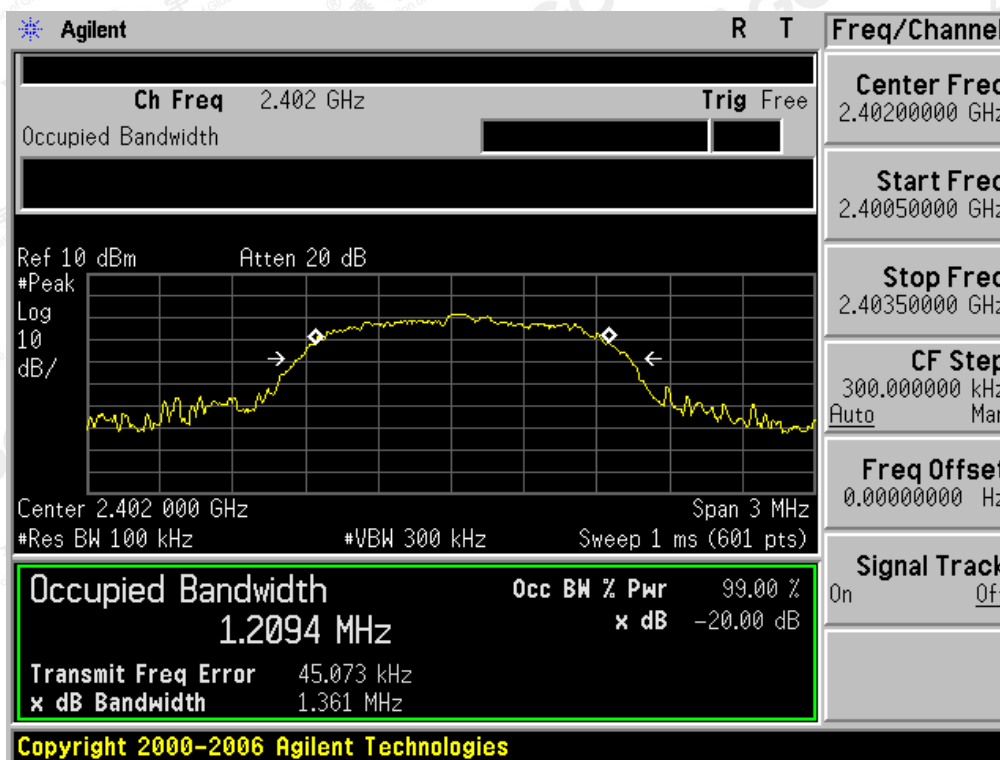 Agilent R T Freq/Channel
Ch Freq 2.402 GHz Trig Free
Occupied Bandwidth
Center Freq
2.40200000 GHz
Start Freq
2.40050000 GHz
Ref 10 dBm Atten 20 dB
#Peak
Log
10
dB/
Stop Freq
2.40350000 GHz
CF Step
300.000000 kHz
Auto Man
Freq Offset
0.00000000 Hz
Center 2.402 000 GHz Span 3 MHz
#Res BW 100 kHz #VBW 300 kHz Sweep 1 ms (601 pts)
Signal Track
On Off
Occupied Bandwidth
1.2094 MHz
Occ BW % Pwr 99.00 %
x dB -20.00 dB
Transmit Freq Error 45.073 kHz
x dB Bandwidth 1.361 MHz
Copyright 2000-2006 Agilent Technologies